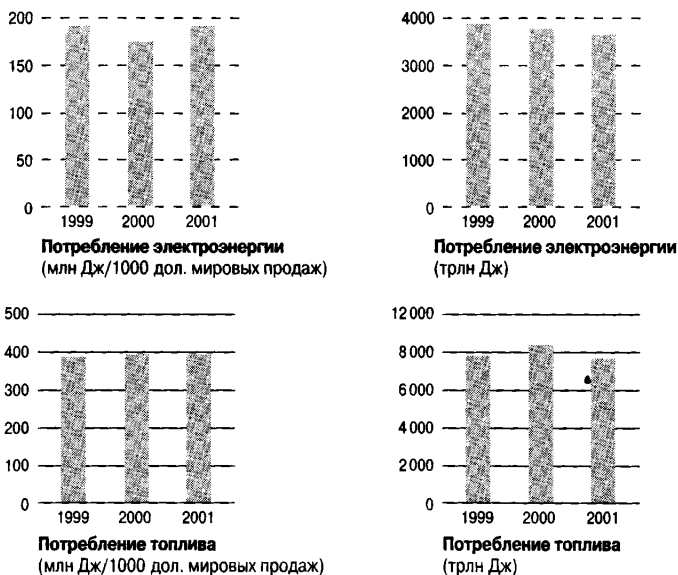 200
150
100
50
0
1999 2000 2001
Потребление электроэнергии
(млн Дж/1000 дол. мировых продаж)
4000
3000
2000
1000
0
1999 2000 2001
Потребление электроэнергии
(трлн Дж)
500
400
300
200
100
0
1999 2000 2001
Потребление топлива
(млн Дж/1000 дол. мировых продаж)
12 000
8 000
6 000
4 000
2 000
0
1999 2000 2001
Потребление топлива
(трлн Дж)